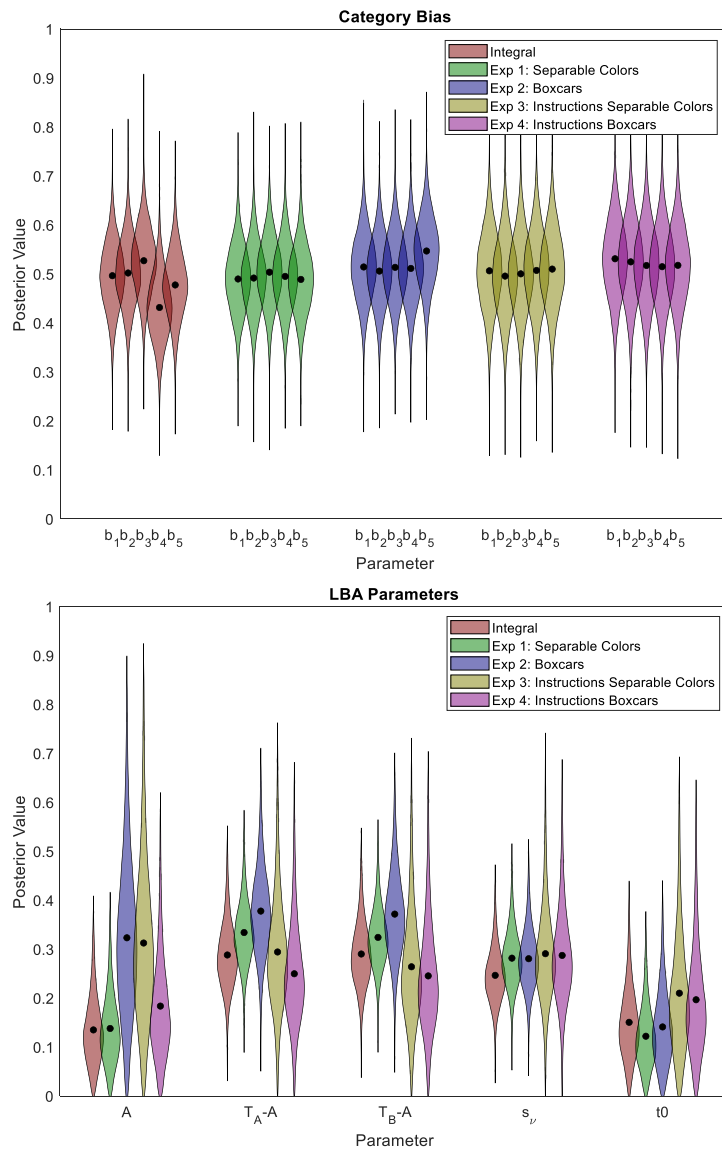 Category Bias
1
0.9
0.8
0.7
0.6
0.5
0.4
0.3
0.2
0.1
0
Posterior Value
Integral
Exp 1: Separable Colors
Exp 2: Boxcars
Exp 3: Instructions Separable Colors
Exp 4: Instructions Boxcars
b1b2b3b4b5 b1b2b3b4b5 b1b2b3b4b5 b1b2b3b4b5 b1b2b3b4b5
Parameter
LBA Parameters
1
0.9
0.8
0.7
0.6
0.5
0.4
0.3
0.2
0.1
0
Posterior Value
Integral
Exp 1: Separable Colors
Exp 2: Boxcars
Exp 3: Instructions Separable Colors
Exp 4: Instructions Boxcars
A TA-A TB-A sν t0
Parameter